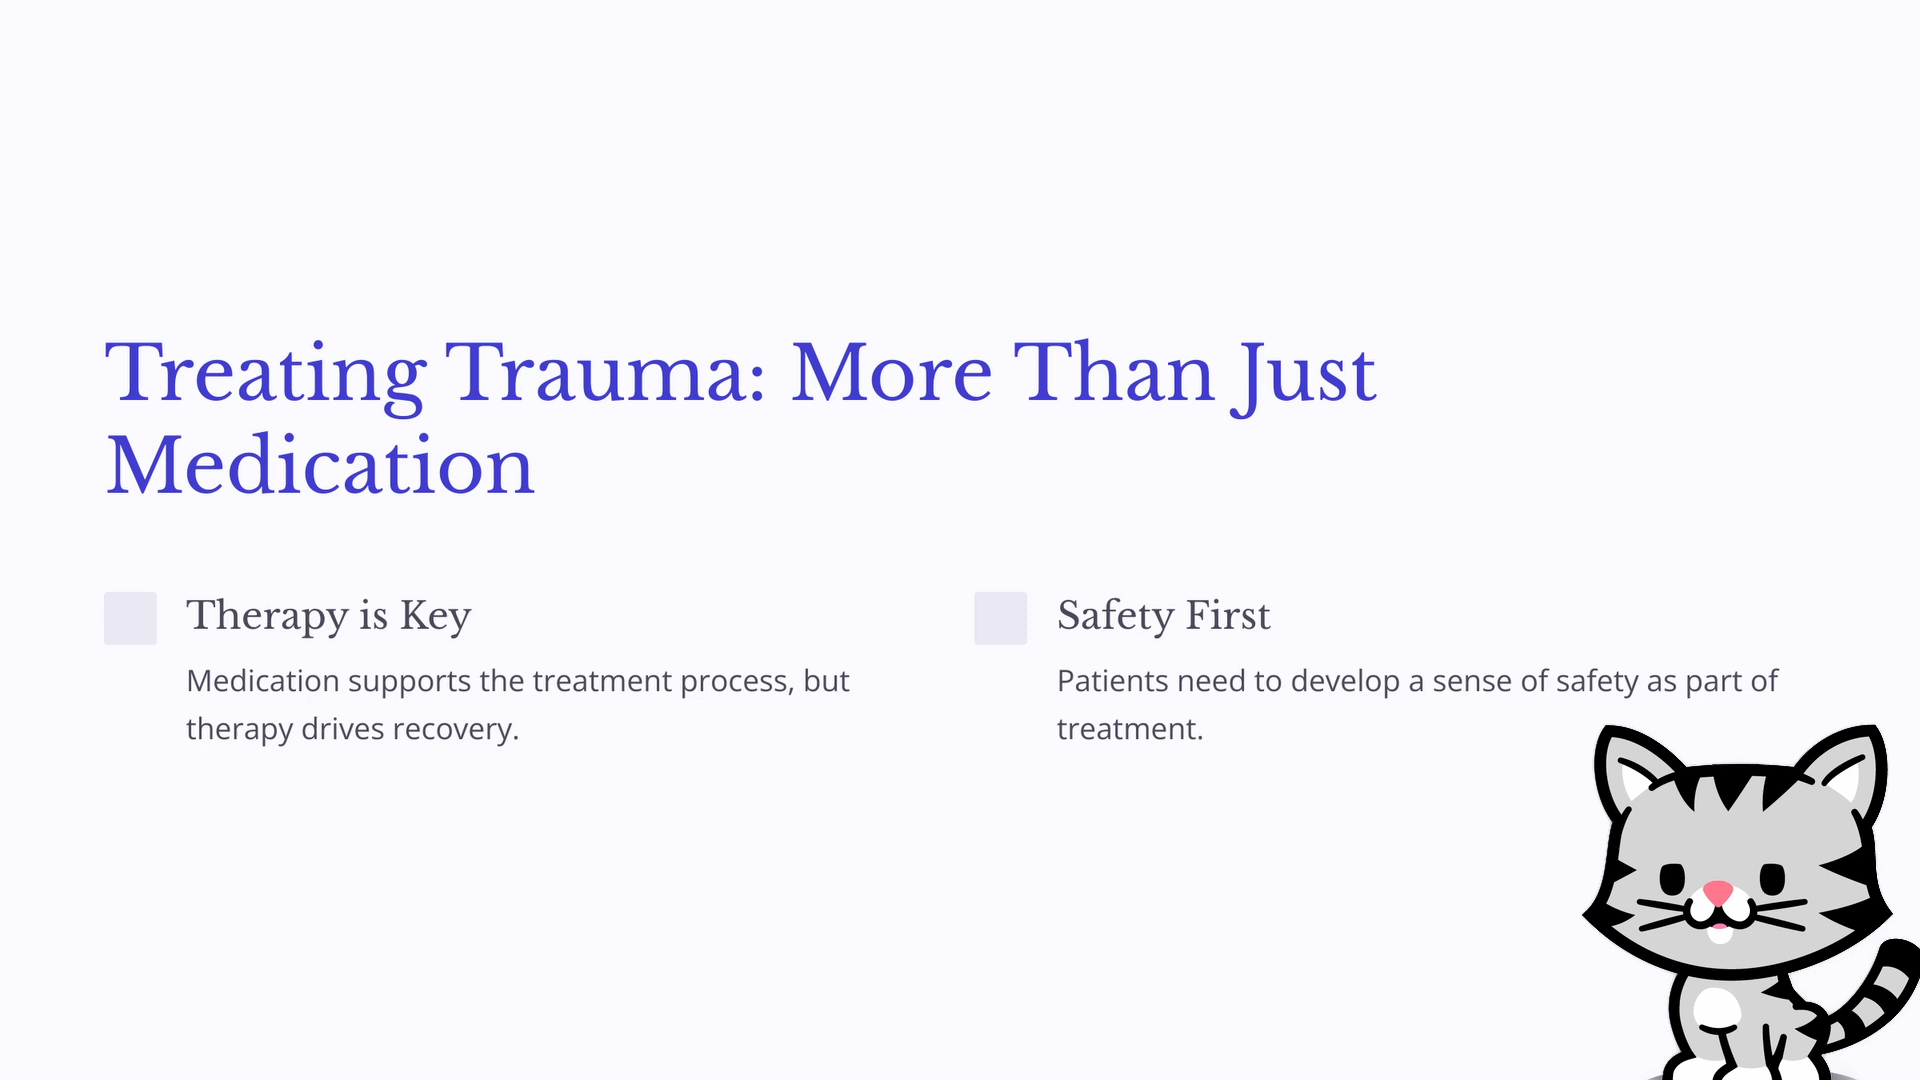 Treating Trauma: More Than Just
Medication
Therapy is Key
Medication supports the treatment process, but
therapy drives recovery.
Safety First
Patients need to develop a sense of safety as part of
treatment.